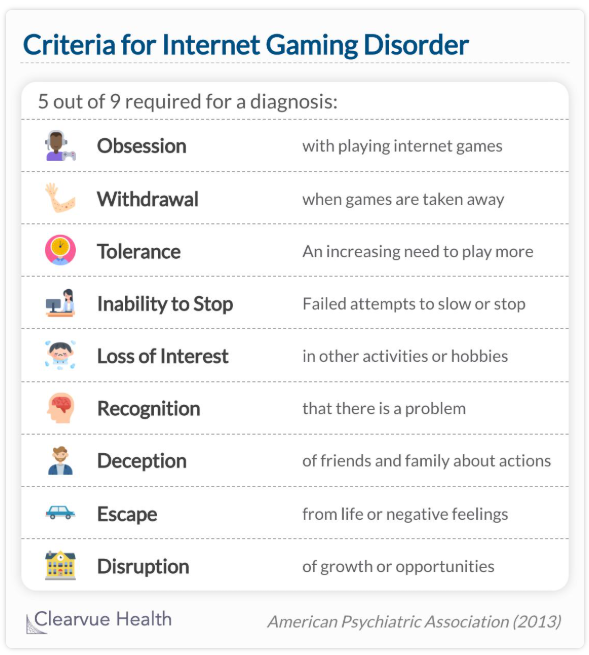 Criteria for Internet Gaming Disorder
5 out of 9 required for a diagnosis:
Obsession with playing internet games
Withdrawal when games are taken away
Tolerance An increasing need to play more
Inability to Stop Failed attempts to slow or stop
Loss of Interest in other activities or hobbies
Recognition that there is a problem
Deception of friends and family about actions
Escape from life or negative feelings
Disruption of growth or opportunities
Clearvue Health American Psychiatric Association (2013)